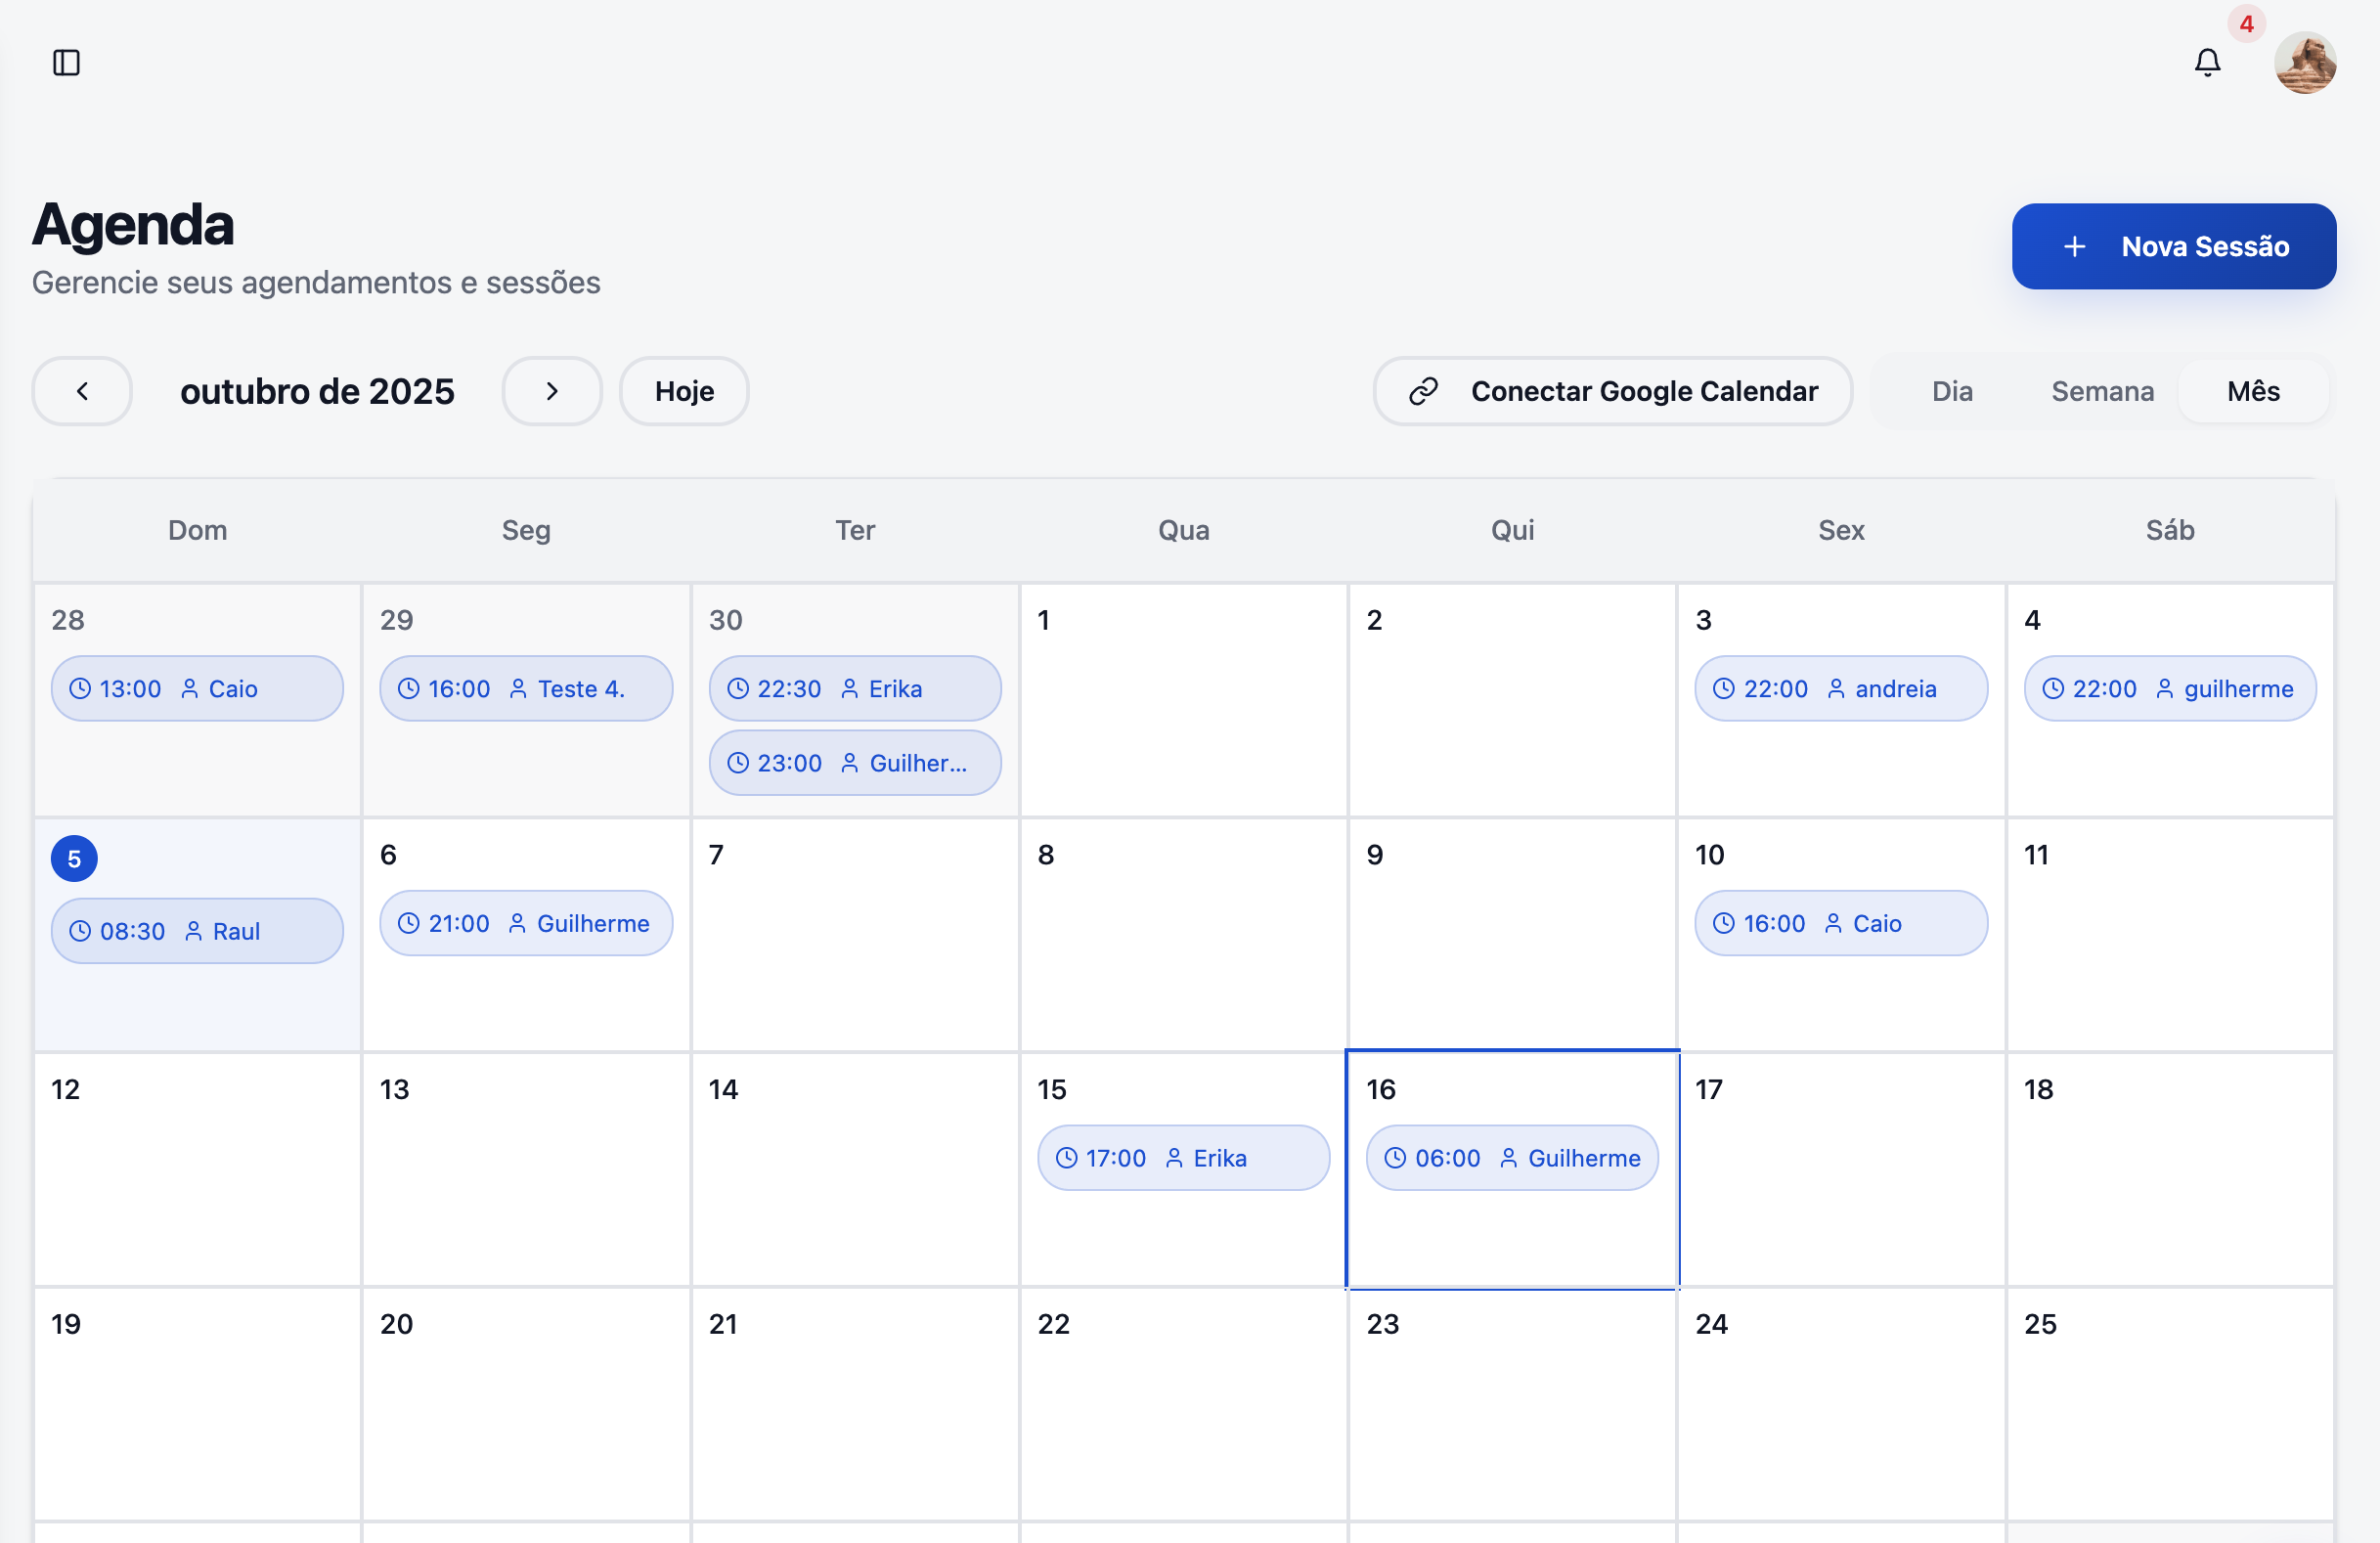 4
Agenda
Gerencie seus agendamentos e sessões
Nova Sessão
outubro de 2025
Hoje
Conectar Google Calendar
Dia Semana Mês
Dom Seg Ter Qua Qui Sex Sáb
28 29 30 1 2 3 4
13:00 Caio
16:00 Teste 4.
22:30 Erika
23:00 Guilher...
22:00 andreia
22:00 guilherme
5 6 7 8 9 10 11
08:30 Raul
21:00 Guilherme
16:00 Caio
12 13 14 15 16 17 18
17:00 Erika
06:00 Guilherme
19 20 21 22 23 24 25